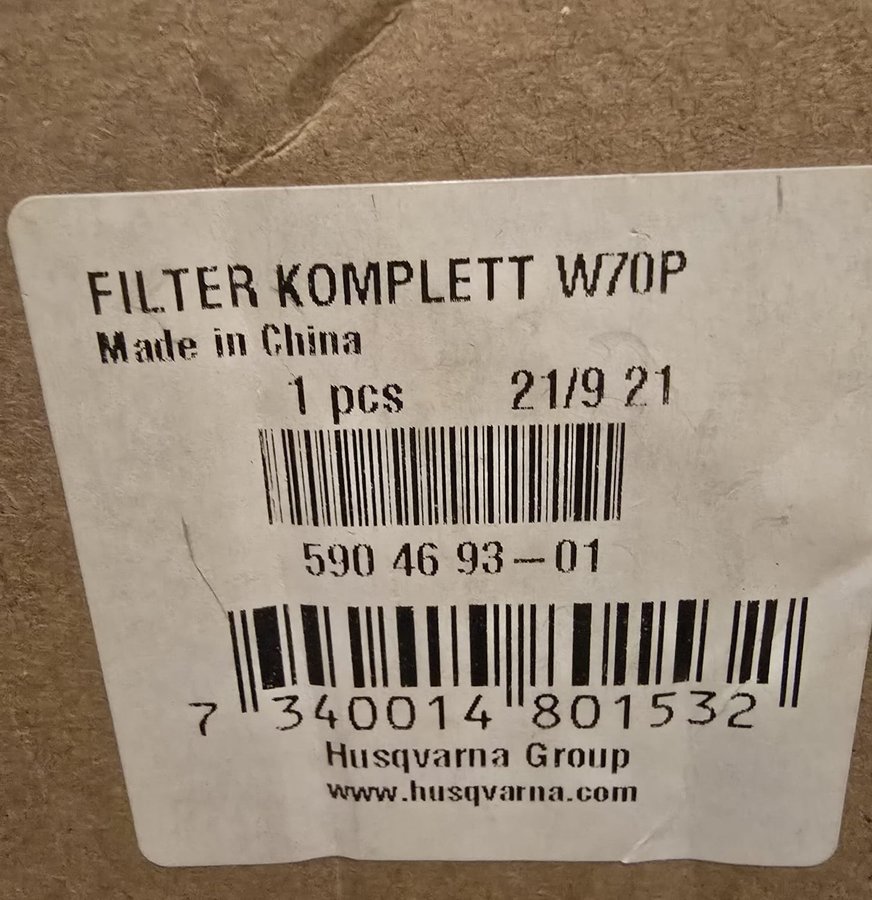 FILTER KOMPLETT W70P
Made in China
1 pcs 21/9 21
590 46 93-01
7 340014 801532
Husqvarna Group
www.husqvarna.com